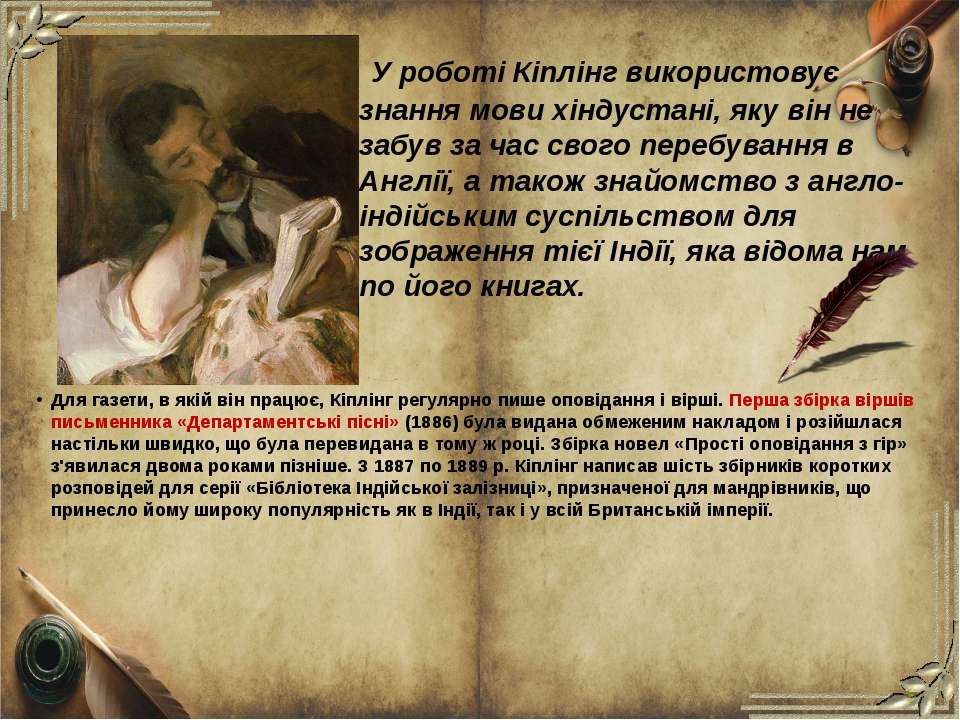 У роботі Кіплінг використовує
знання мови хіндустані, яку він не
забув за час свого перебування в
Англії, а також знайомство з англо-
індійським суспільством для
зображення тієї Індії, яка відома нам
по його книгах.
• Для газети, в якій він працює, Кіплінг регулярно пише оповідання і вірші. Перша збірка віршів
письменника «Департаментські пісні» (1886) була видана обмеженим накладом і розійшлася
настільки швидко, що була перевидана в тому ж році. Збірка новел «Прості оповідання з гір»
з'явилася двома роками пізніше. З 1887 по 1889 р. Кіплінг написав шість збірників коротких
розповідей для серії «Бібліотека Індійської залізниці», призначеної для мандрівників, що
принесло йому широку популярність як в Індії, так і у всій Британській імперії.